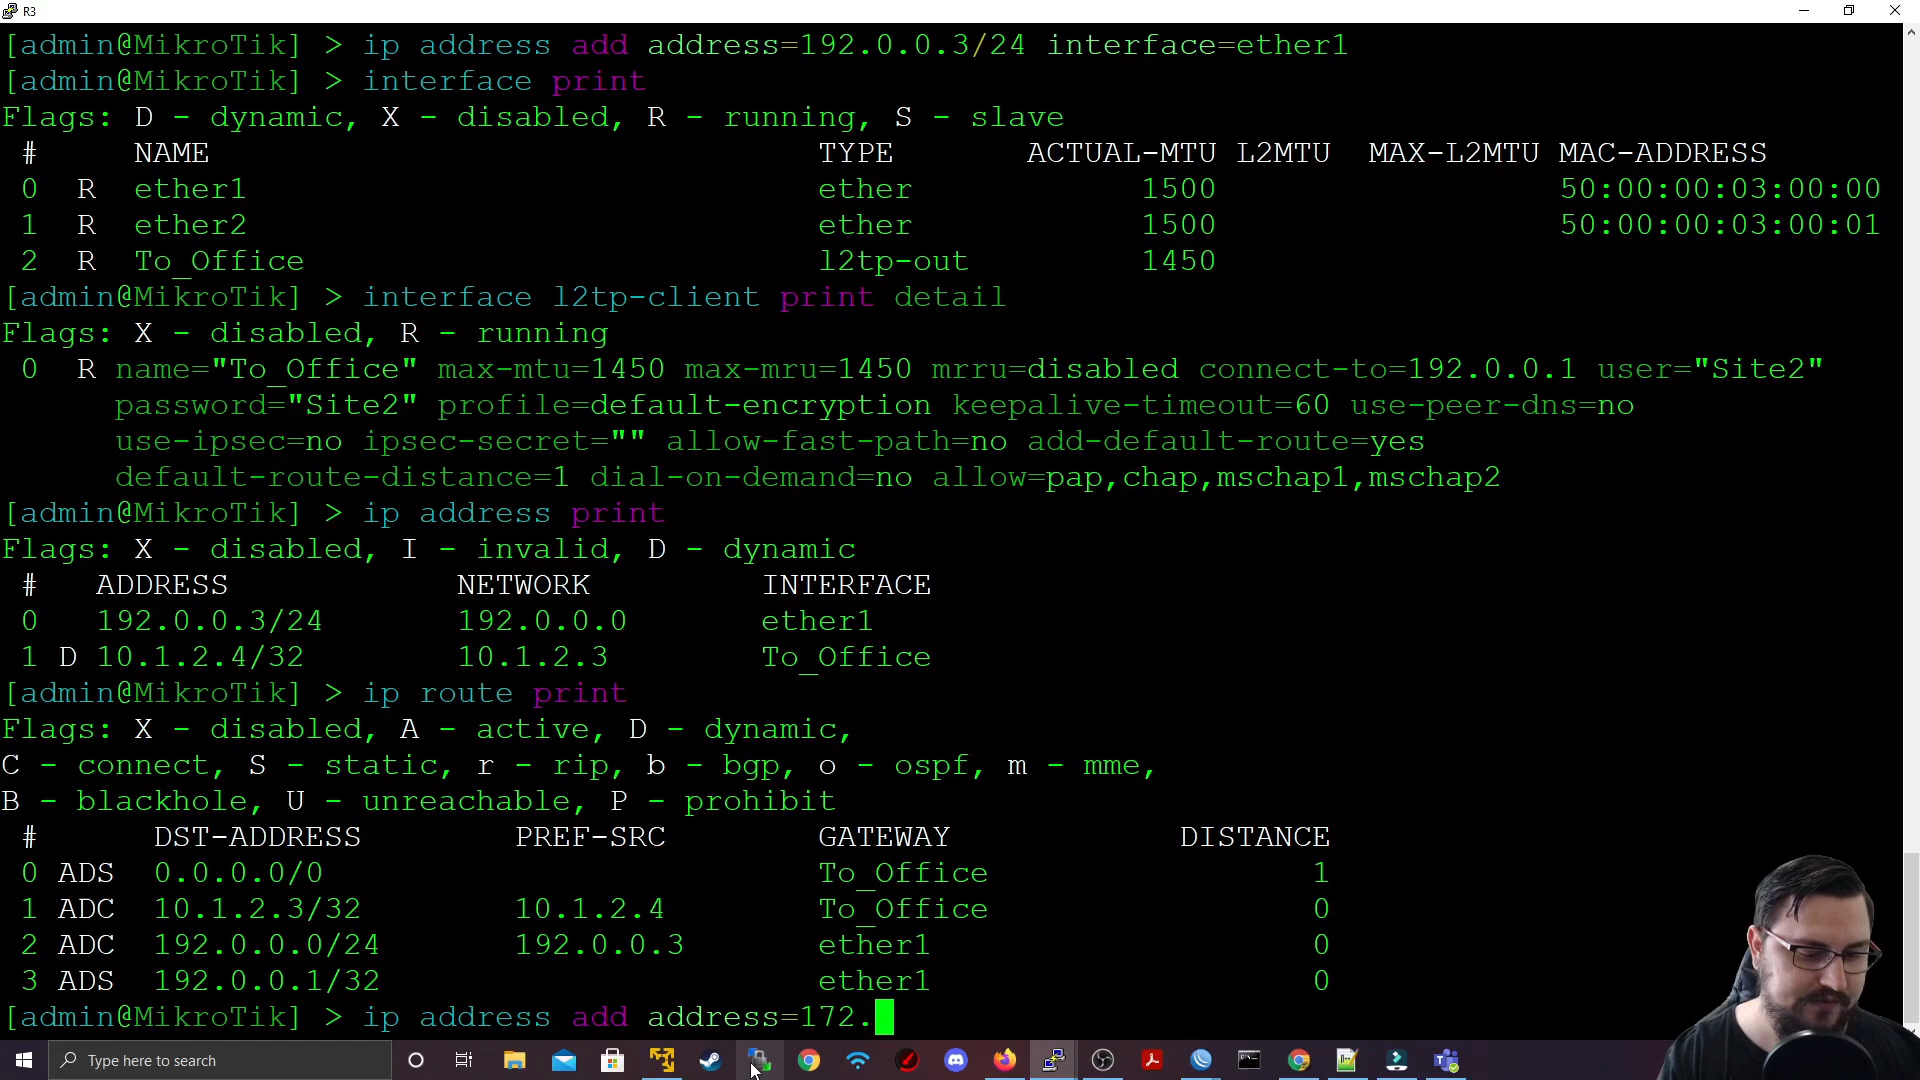 R3
[admin@MikroTik] > ip address add address=192.0.0.3/24 interface=ether1
[admin@MikroTik] > interface print
Flags: D - dynamic, X - disabled, R - running, S - slave
# NAME TYPE ACTUAL-MTU L2MTU MAX-L2MTU MAC-ADDRESS
0 R ether1 ether 1500 50:00:00:03:00:00
1 R ether2 ether 1500 50:00:00:03:00:01
2 R To_Office l2tp-out 1450
[admin@MikroTik] > interface l2tp-client print detail
Flags: X - disabled, R - running
0 R name="To_Office" max-mtu=1450 max-mru=1450 mrru=disabled connect-to=192.0.0.1 user="Site2"
password="Site2" profile=default-encryption keepalive-timeout=60 use-peer-dns=no
use-ipsec=no ipsec-secret="" allow-fast-path=no add-default-route=yes
default-route-distance=1 dial-on-demand=no allow=pap,chap,mschap1,mschap2
[admin@MikroTik] > ip address print
Flags: X - disabled, I - invalid, D - dynamic
# ADDRESS NETWORK INTERFACE
0 192.0.0.3/24 192.0.0.0 ether1
1 D 10.1.2.4/32 10.1.2.3 To_Office
[admin@MikroTik] > ip route print
Flags: X - disabled, A - active, D - dynamic,
C - connect, S - static, r - rip, b - bgp, o - ospf, m - mme,
B - blackhole, U - unreachable, P - prohibit
# DST-ADDRESS PREF-SRC GATEWAY DISTANCE
0 ADS 0.0.0.0/0 To_Office 1
1 ADC 10.1.2.3/32 10.1.2.4 To_Office 0
2 ADC 192.0.0.0/24 192.0.0.3 ether1 0
3 ADS 192.0.0.1/32 ether1 0
[admin@MikroTik] > ip address add address=172.
Type here to search